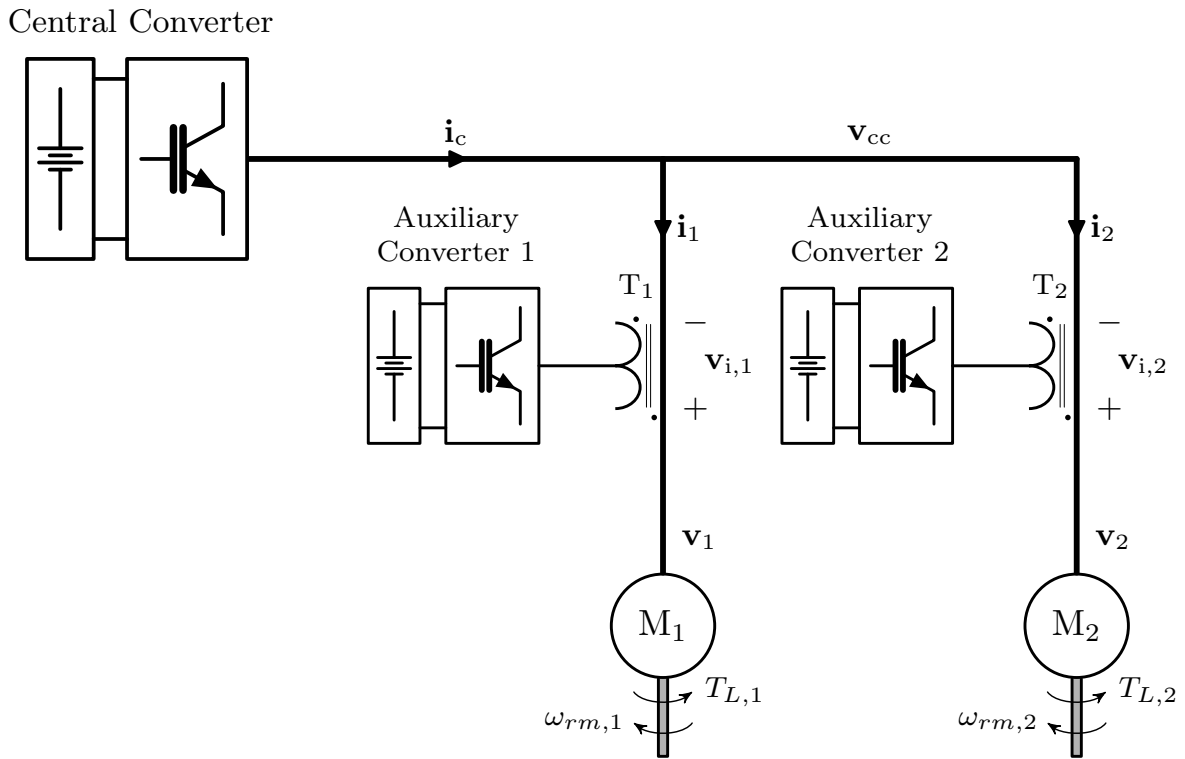 Central Converter
i_c
v_cc
Auxiliary
Converter 1
i_1
Auxiliary
Converter 2
i_2
T_1
−
v_i,1
+
T_2
−
v_i,2
+
v_1
v_2
M_1
M_2
T_L,1
ω_rm,1
T_L,2
ω_rm,2